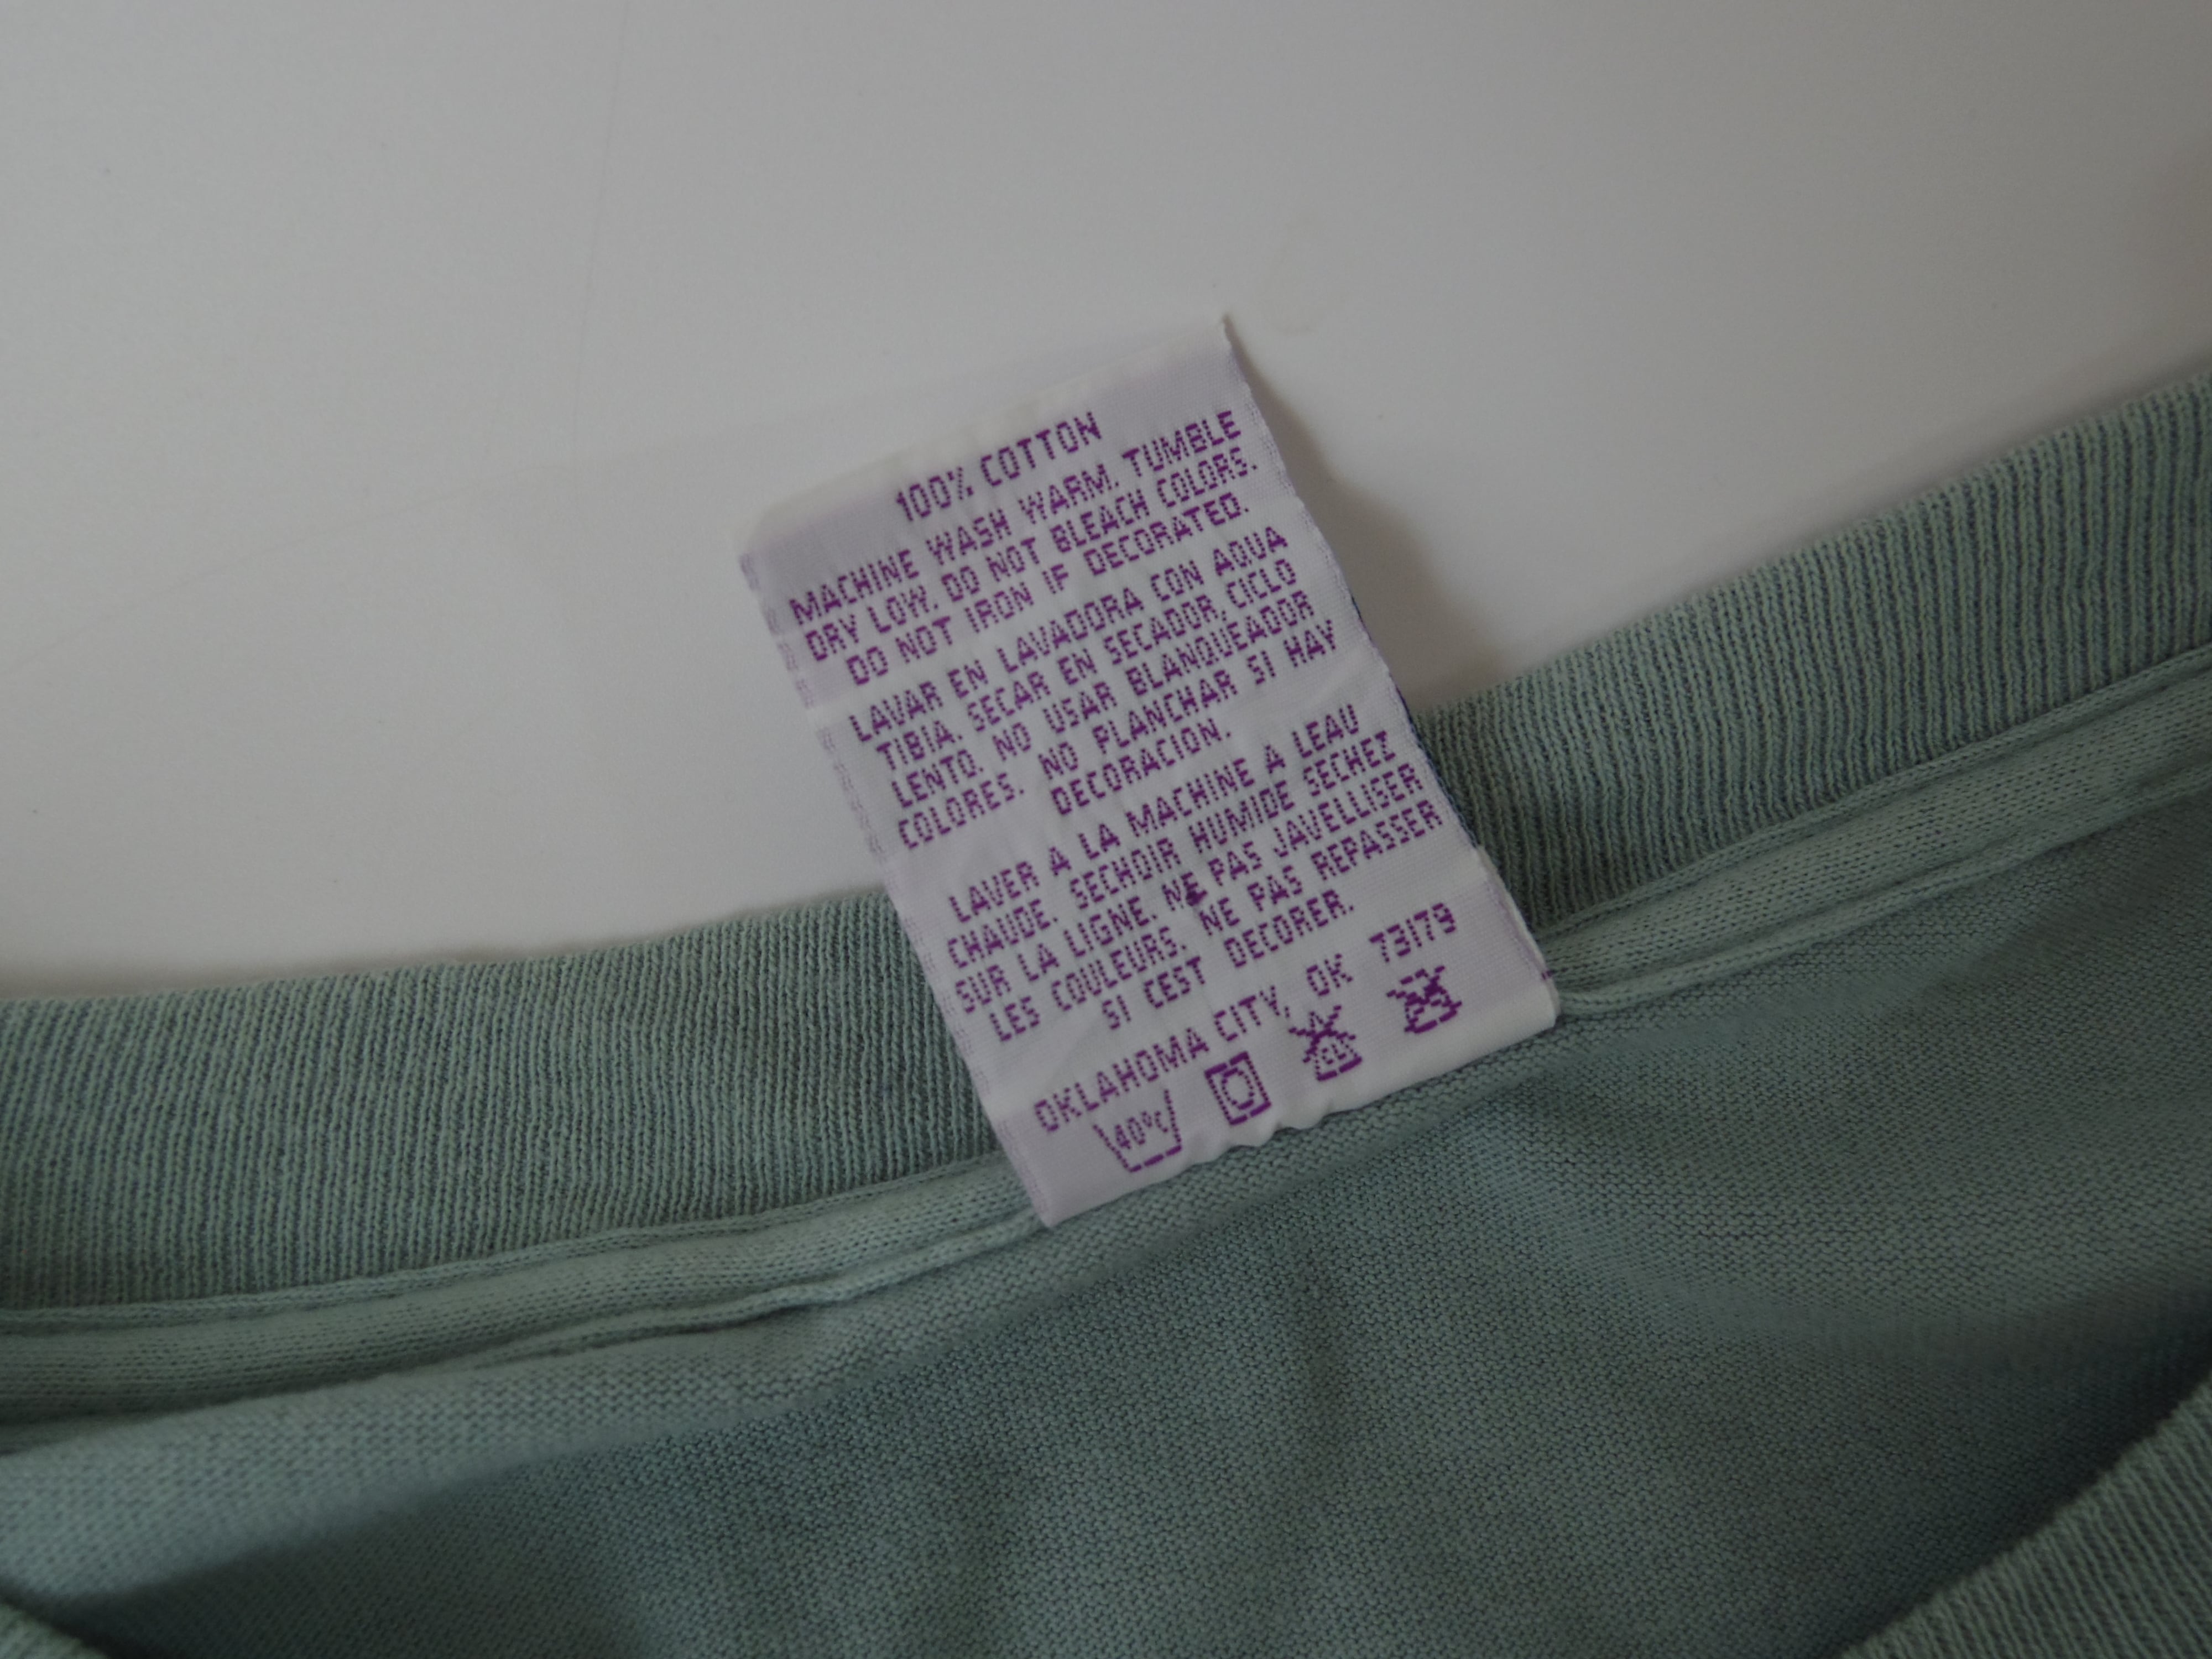 100% COTTON
MACHINE WASH WARM. TUMBLE
DRY LOW. DO NOT BLEACH COLORS.
DO NOT IRON IF DECORATED.
LAVAR EN LAVADORA CON AQUA
TIBIA. SECAR EN SECADOR, CICLO
LENTO. NO USAR BLANQUEADOR
COLORES. NO PLANCHAR SI HAY
DECORACION.
LAVER A LA MACHINE A LEAU
CHAUDE. SECHOIR HUMIDE SECHEZ
SUR LA LIGNE. NE PAS JAVELLISER
LES COULEURS. NE PAS REPASSER
SI CEST DECORER.
OKLAHOMA CITY, OK 73179
40°C CL